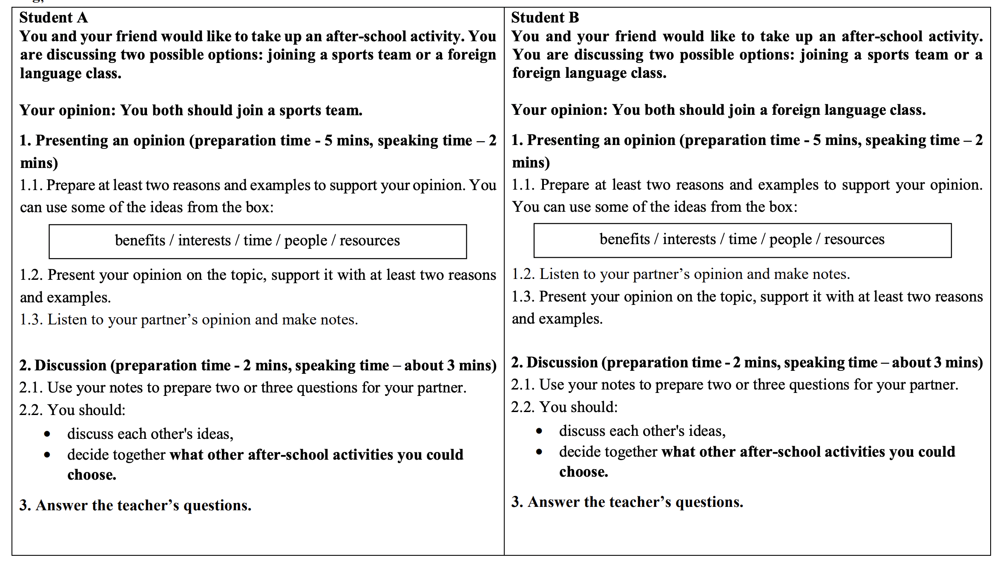 Student A
You and your friend would like to take up an after-school activity. You
are discussing two possible options: joining a sports team or a foreign
language class.
Your opinion: You both should join a sports team.
1. Presenting an opinion (preparation time - 5 mins, speaking time – 2
mins)
1.1. Prepare at least two reasons and examples to support your opinion. You
can use some of the ideas from the box:
benefits / interests / time / people / resources
1.2. Present your opinion on the topic, support it with at least two reasons
and examples.
1.3. Listen to your partner’s opinion and make notes.
2. Discussion (preparation time - 2 mins, speaking time – about 3 mins)
2.1. Use your notes to prepare two or three questions for your partner.
2.2. You should:
• discuss each other's ideas,
• decide together what other after-school activities you could
choose.
3. Answer the teacher’s questions.
Student B
You and your friend would like to take up an after-school activity.
You are discussing two possible options: joining a sports team or a
foreign language class.
Your opinion: You both should join a foreign language class.
1. Presenting an opinion (preparation time - 5 mins, speaking time – 2
mins)
1.1. Prepare at least two reasons and examples to support your opinion.
You can use some of the ideas from the box:
benefits / interests / time / people / resources
1.2. Listen to your partner’s opinion and make notes.
1.3. Present your opinion on the topic, support it with at least two reasons
and examples.
2. Discussion (preparation time - 2 mins, speaking time – about 3 mins)
2.1. Use your notes to prepare two or three questions for your partner.
2.2. You should:
• discuss each other's ideas,
• decide together what other after-school activities you could
choose.
3. Answer the teacher’s questions.